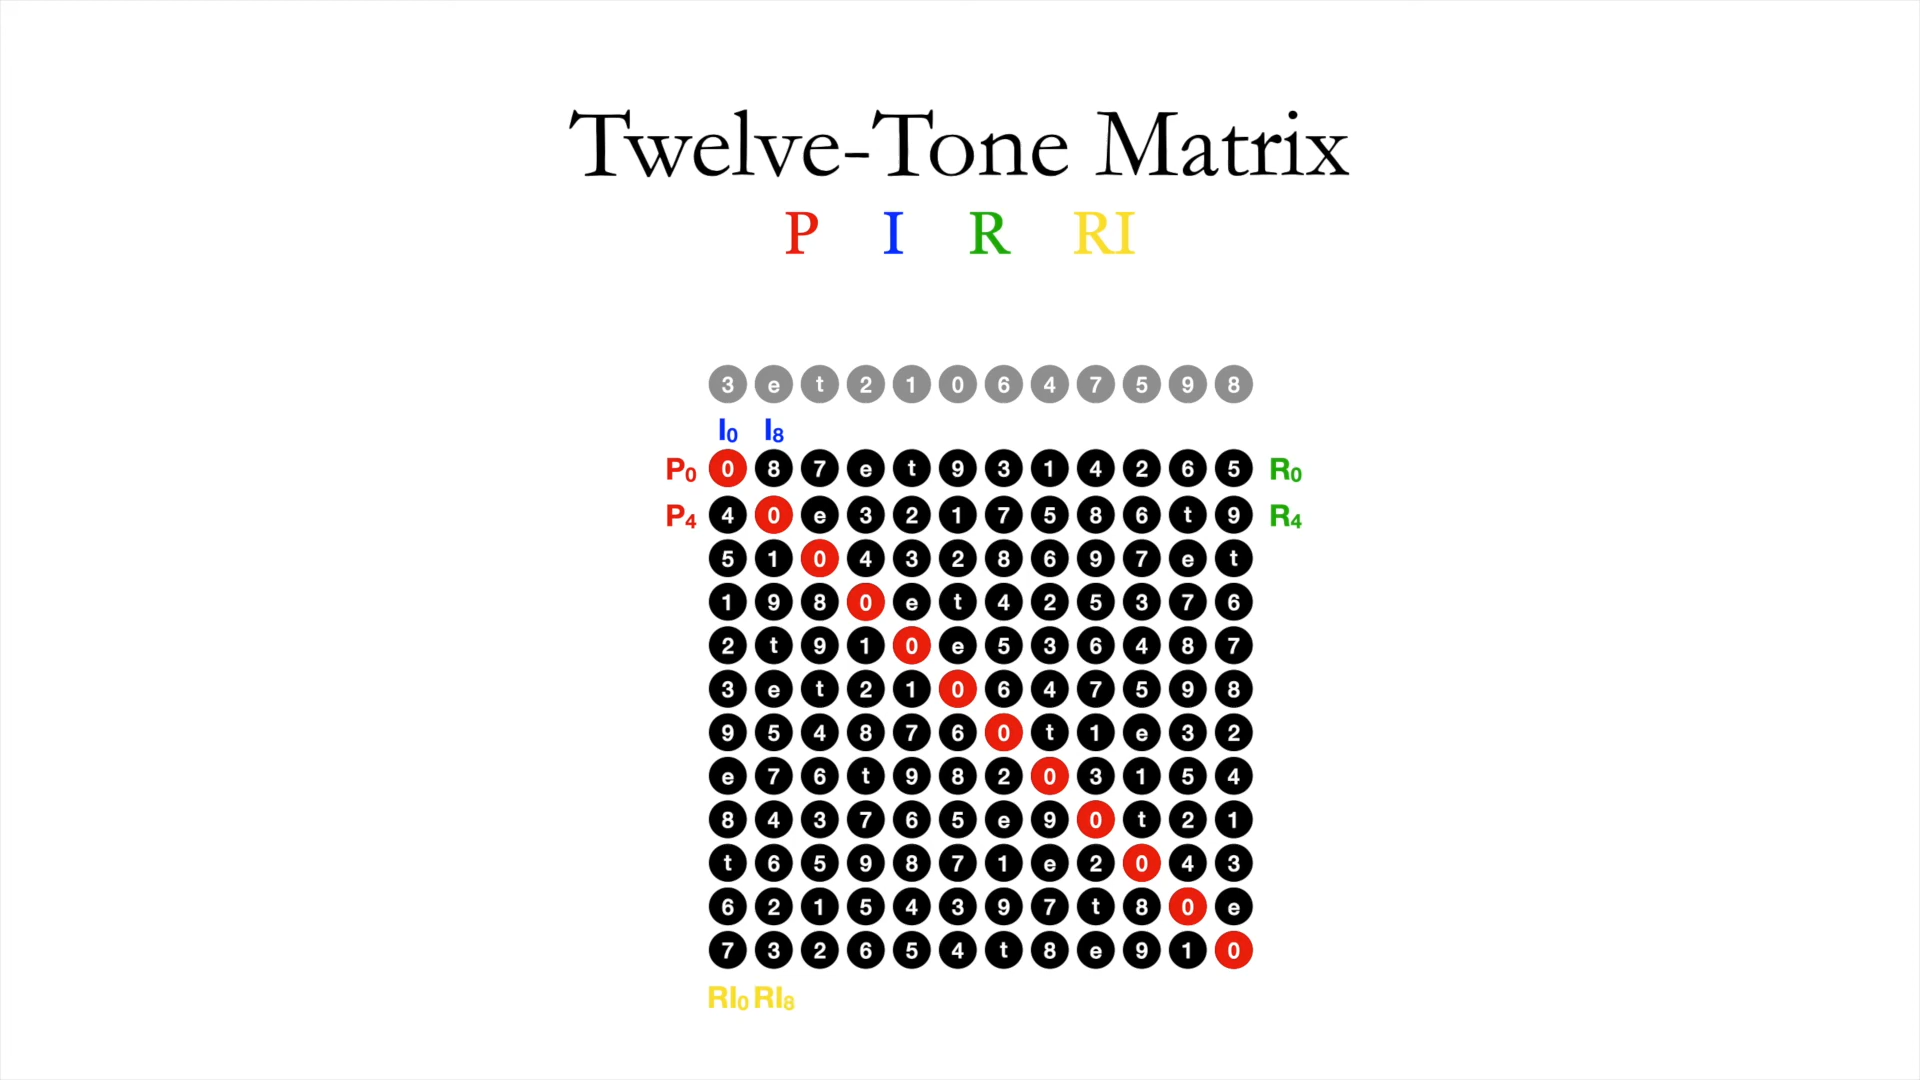 Twelve-Tone Matrix
P I R RI
3 e t 2 1 0 6 4 7 5 9 8
I0 I8
P0 0 8 7 e t 9 3 1 4 2 6 5 R0
P4 4 0 e 3 2 1 7 5 8 6 t 9 R4
5 1 0 4 3 2 8 6 9 7 e t
1 9 8 0 e t 4 2 5 3 7 6
2 t 9 1 0 e 5 3 6 4 8 7
3 e t 2 1 0 6 4 7 5 9 8
9 5 4 8 7 6 0 t 1 e 3 2
e 7 6 t 9 8 2 0 3 1 5 4
8 4 3 7 6 5 e 9 0 t 2 1
t 6 5 9 8 7 1 e 2 0 4 3
6 2 1 5 4 3 9 7 t 8 0 e
7 3 2 6 5 4 t 8 e 9 1 0
RI0 RI8